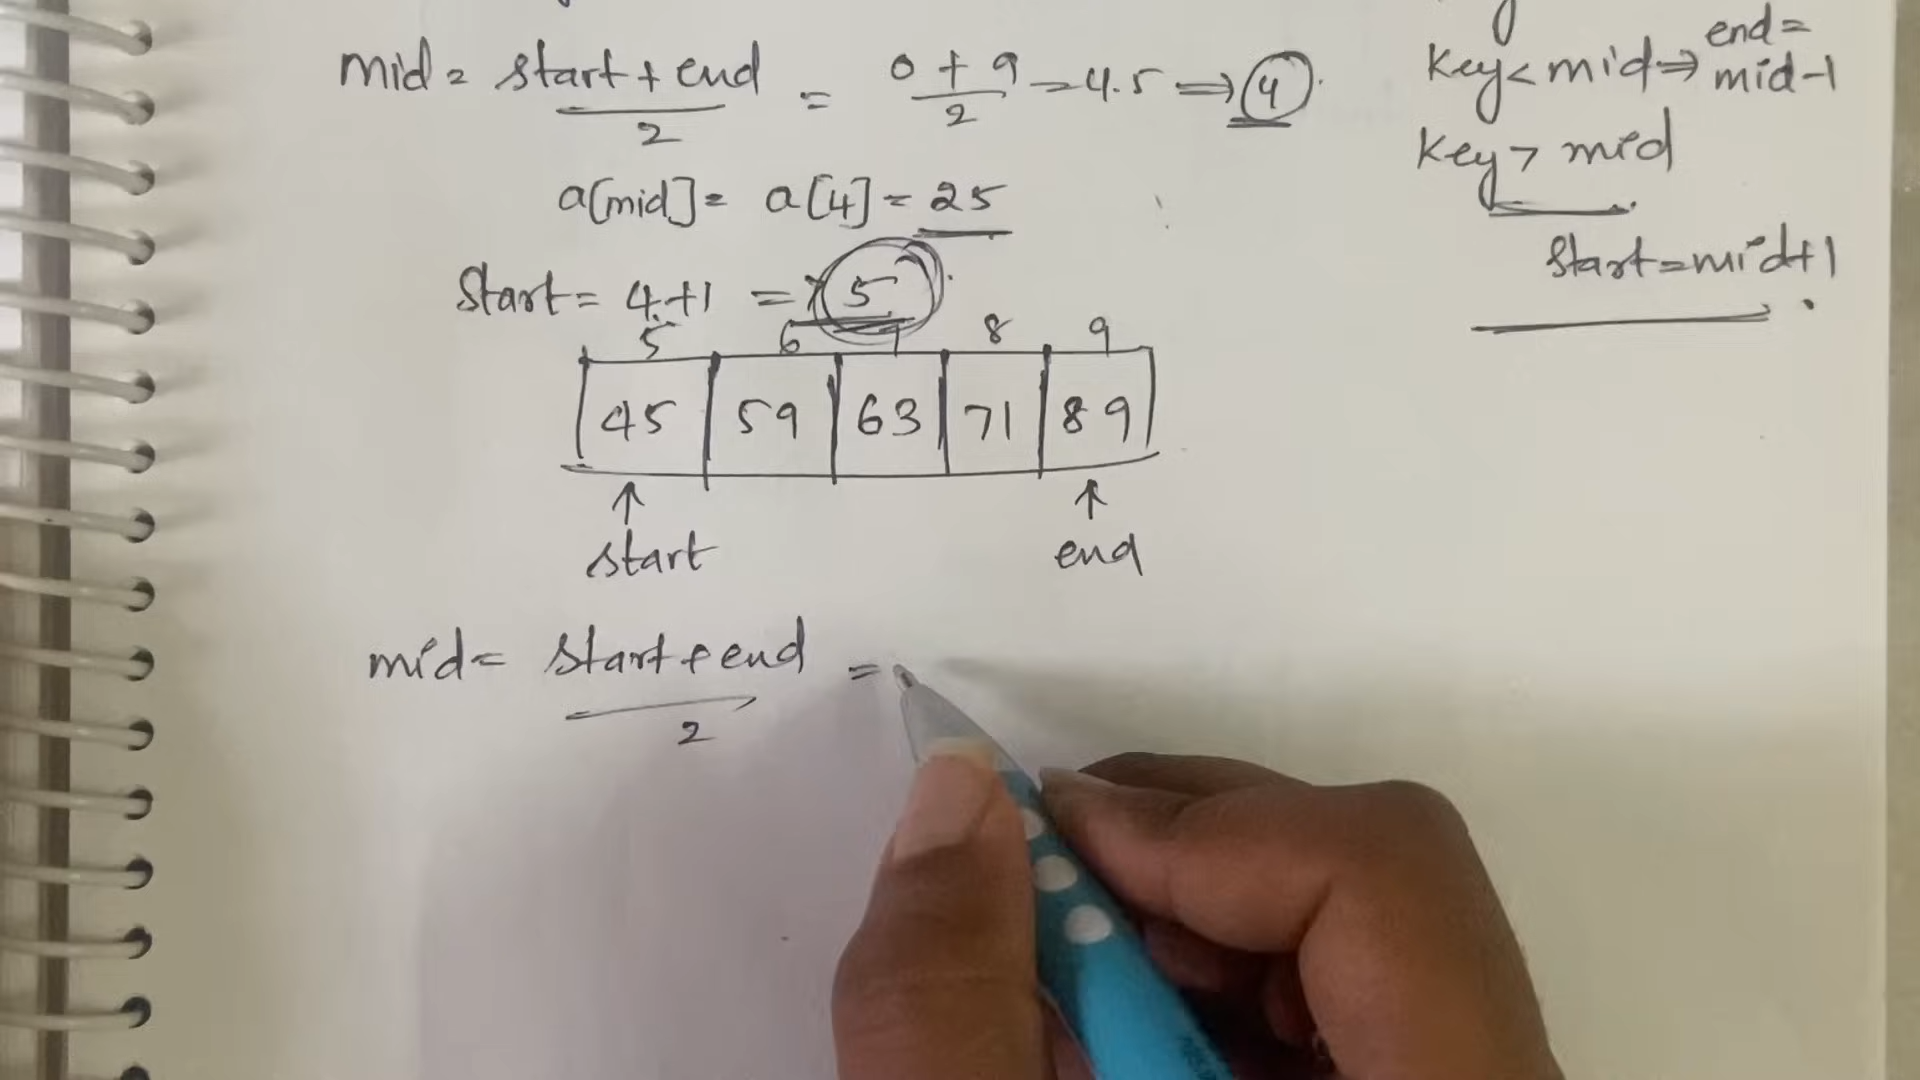 mid = start + end / 2 = 0 + 9 / 2 = 4.5 ⇒ 4
a[mid] = a[4] = 25
start = 4+1 = 5
5 6 7 8 9
45 59 63 71 89
↑ ↑
start end
mid = start + end / 2 =
end =
key < mid ⇒ mid-1
key > mid
start = mid+1